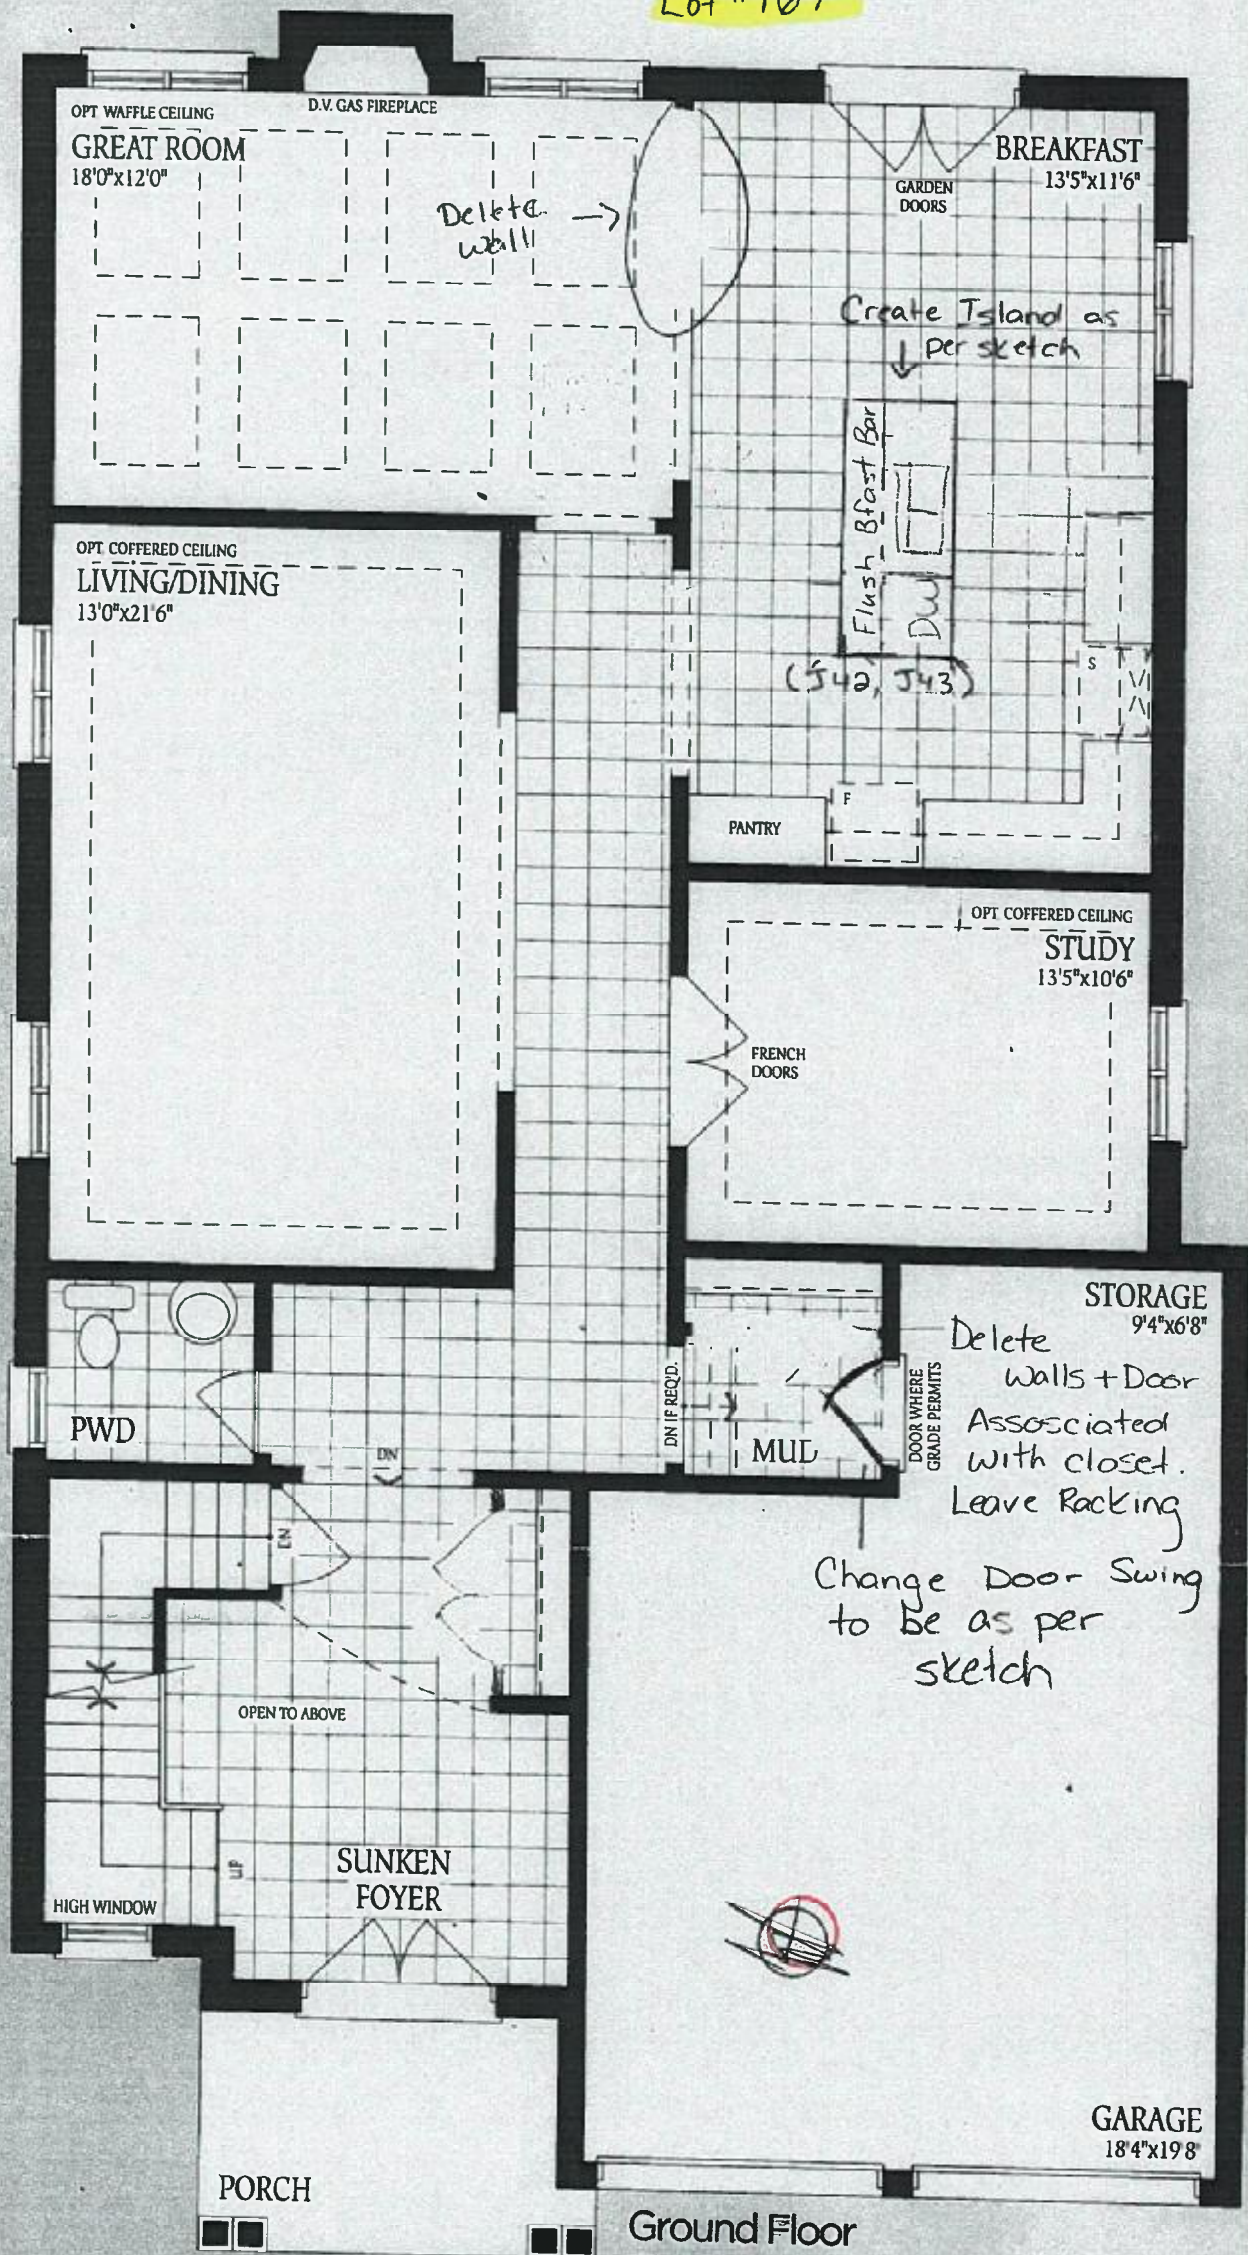 OPT WAFFLE CEILING
GREAT ROOM
18'0"x12'0"
D.V. GAS FIREPLACE
Delete
wall
BREAKFAST
13'5"x11'6"
GARDEN
DOORS
Create Island as
per sketch
Flush Bfast Bar
DW
(J42, J43)
S
F
PANTRY
OPT COFFERED CEILING
LIVING/DINING
13'0"x21'6"
OPT COFFERED CEILING
STUDY
13'5"x10'6"
FRENCH
DOORS
STORAGE
9'4"x6'8"
Delete
Walls + Door
Assosciated
with closet.
Leave Racking
DOOR WHERE
GRADE PERMITS
DN IF REQ'D.
MUD
PWD
DN
DN
Change Door Swing
to be as per
sketch
OPEN TO ABOVE
SUNKEN
FOYER
UP
HIGH WINDOW
GARAGE
18'4"x19'8"
PORCH
Ground Floor